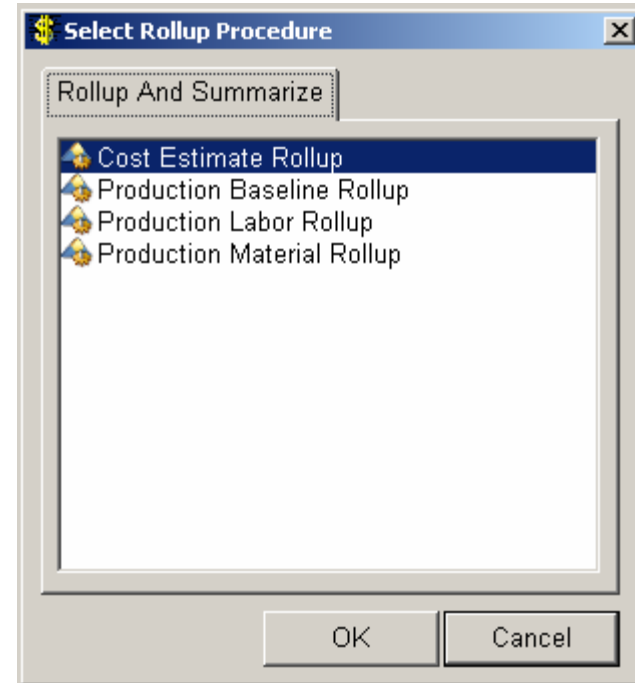 Select Rollup Procedure
Rollup And Summarize
Cost Estimate Rollup
Production Baseline Rollup
Production Labor Rollup
Production Material Rollup
OK Cancel